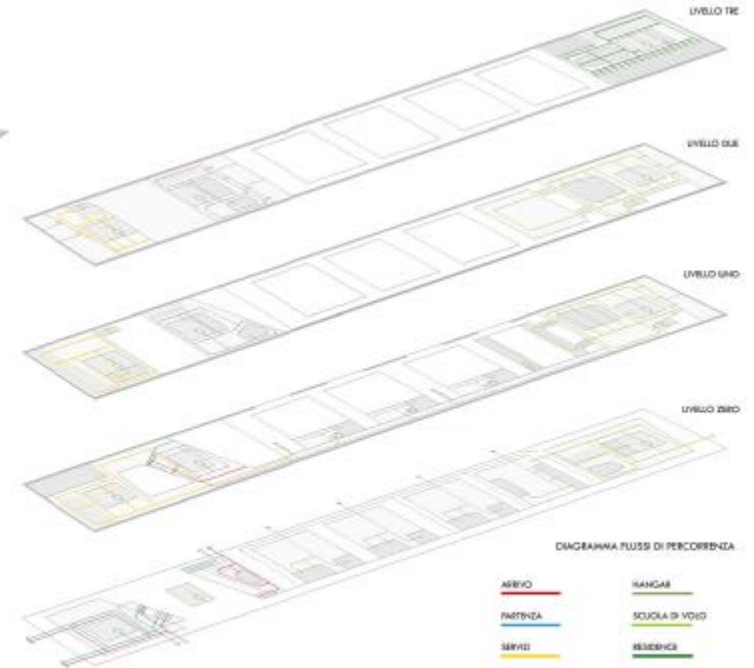 LIVELLO TRE
LIVELLO DUE
LIVELLO UNO
LIVELLO ZERO
DIAGRAMMA FLUSSI DI PERCORRENZA
ARRIVO
HANGAR
PARTENZA
SCUOLA DI VOLO
SERVIZI
RESIDENCE